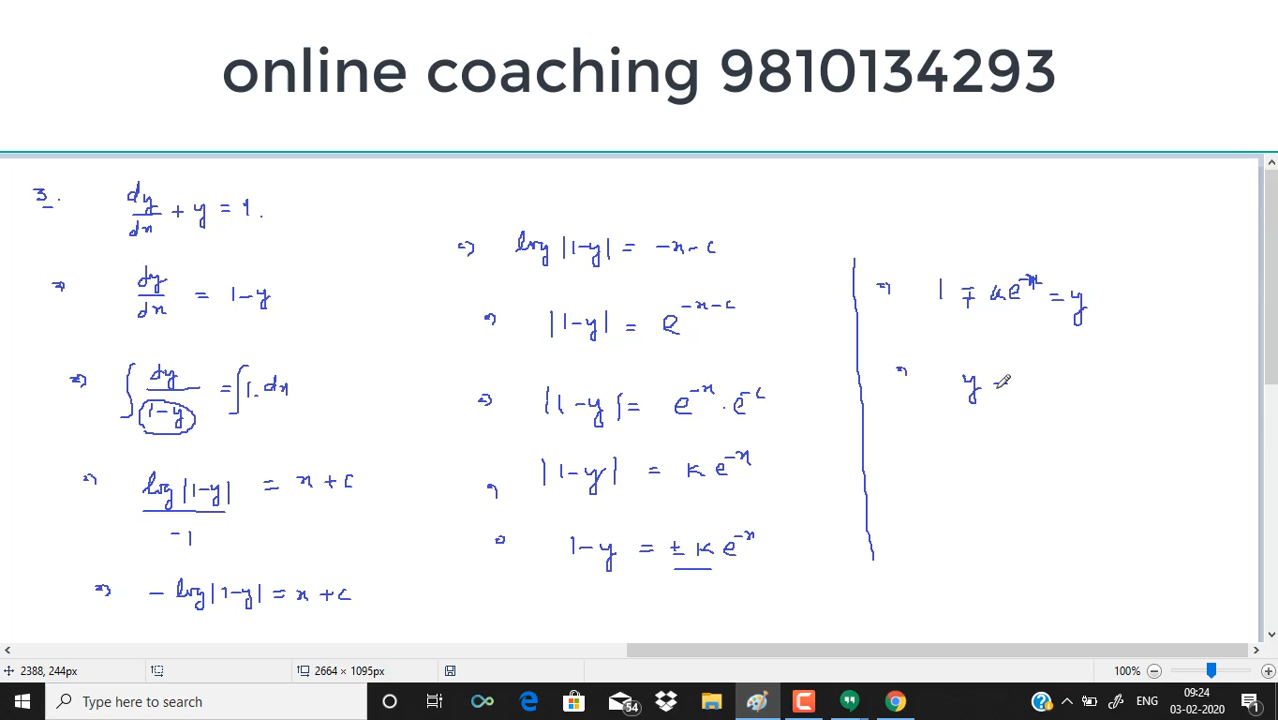 online coaching 9810134293
3. dy/dx + y = 1.
⇒ dy/dx = 1-y
⇒ ∫ dy/(1-y) = ∫ 1. dx
⇒ log|1-y| / -1 = x + c
⇒ - log|1-y| = x + c
⇒ log |1-y| = -x - c
⇒ |1-y| = e^(-x-c)
⇒ |1-y| = e^(-x) . e^(-c)
⇒ |1-y| = k e^(-x)
⇒ 1-y = ± k e^(-x)
⇒ 1 ∓ k e^(-x) = y
⇒ y =
2388, 244px
2664 × 1095px
100%
Type here to search
54
ENG
09:24
03-02-2020
1